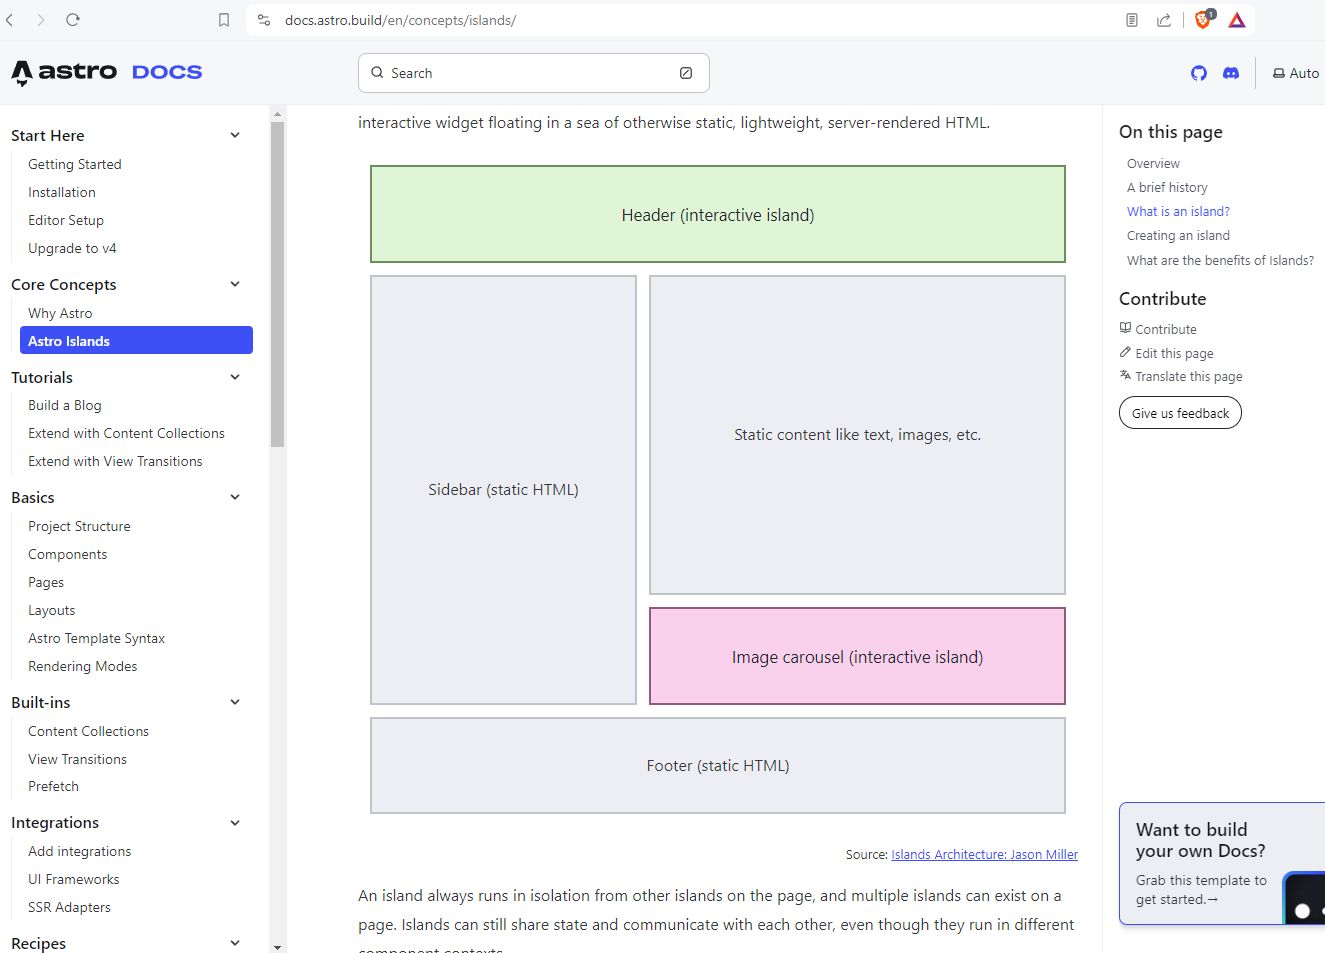 docs.astro.build/en/concepts/islands/
1
astro DOCS
Search
Auto
Start Here
Getting Started
Installation
Editor Setup
Upgrade to v4
Core Concepts
Why Astro
Astro Islands
Tutorials
Build a Blog
Extend with Content Collections
Extend with View Transitions
Basics
Project Structure
Components
Pages
Layouts
Astro Template Syntax
Rendering Modes
Built-ins
Content Collections
View Transitions
Prefetch
Integrations
Add integrations
UI Frameworks
SSR Adapters
Recipes
interactive widget floating in a sea of otherwise static, lightweight, server-rendered HTML.
Header (interactive island)
Sidebar (static HTML)
Static content like text, images, etc.
Image carousel (interactive island)
Footer (static HTML)
Source: Islands Architecture: Jason Miller
An island always runs in isolation from other islands on the page, and multiple islands can exist on a
page. Islands can still share state and communicate with each other, even though they run in different
component contexts.
On this page
Overview
A brief history
What is an island?
Creating an island
What are the benefits of Islands?
Contribute
Contribute
Edit this page
Translate this page
Give us feedback
Want to build
your own Docs?
Grab this template to
get started.→